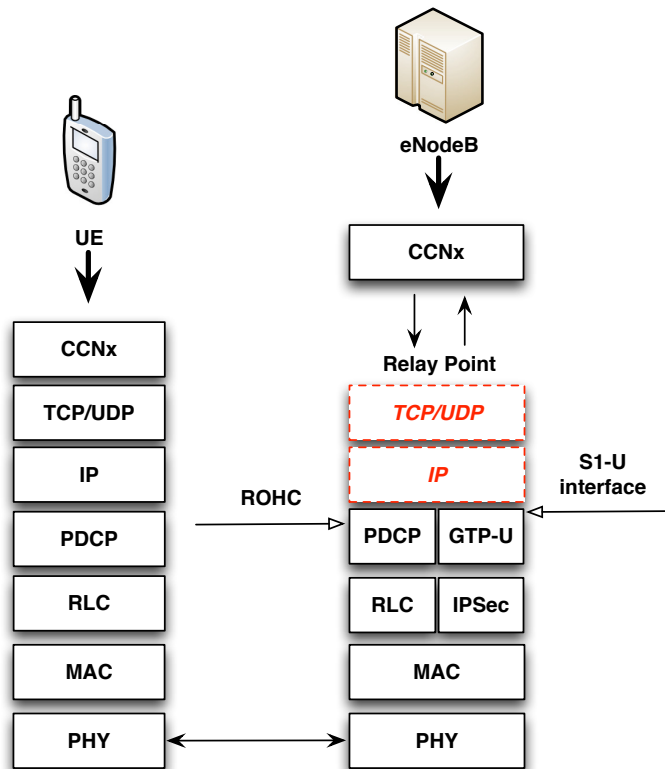 eNodeB
UE
CCNx
Relay Point
CCNx
TCP/UDP
IP
PDCP
RLC
MAC
PHY
ROHC
TCP/UDP
IP
PDCP GTP-U
RLC IPSec
MAC
PHY
S1-U
interface